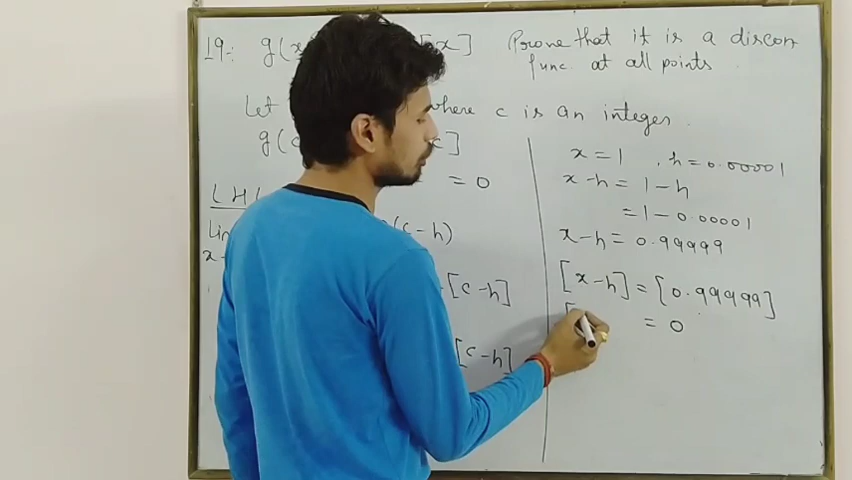 19:- g(x) [x] Prove that it is a discon
func at all points
Let where c is an integer.
g(c c]
= 0
LHL
Lim (c-h)
x-
[c-h]
[c-h]
x = 1 , h = 0.00001
x-h = 1-h
= 1-0.00001
x-h = 0.99999
[x-h] = [0.99999]
= 0
[